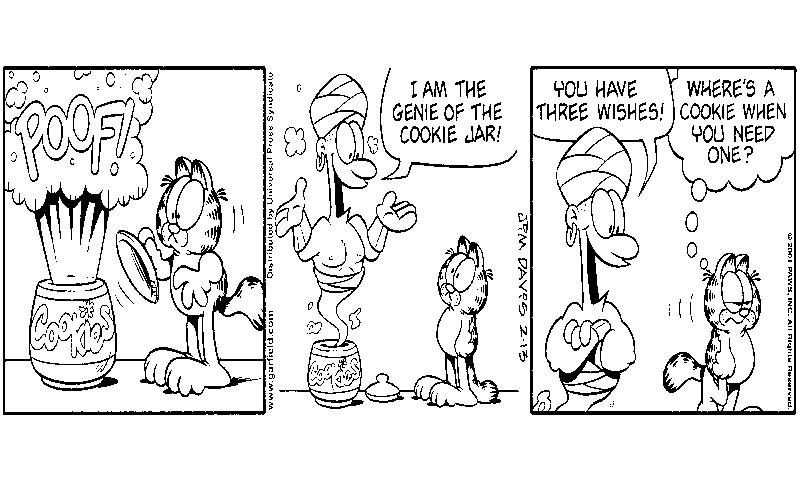 POOF!
Cookies
www.garfield.com
Distributed by Universal Press Syndicate
I AM THE
GENIE OF THE
COOKIE JAR!
Cookies
JIM DAVIS 2-13
YOU HAVE
THREE WISHES!
WHERE'S A
COOKIE WHEN
YOU NEED
ONE?
© 2001 PAWS, INC. All Rights Reserved.